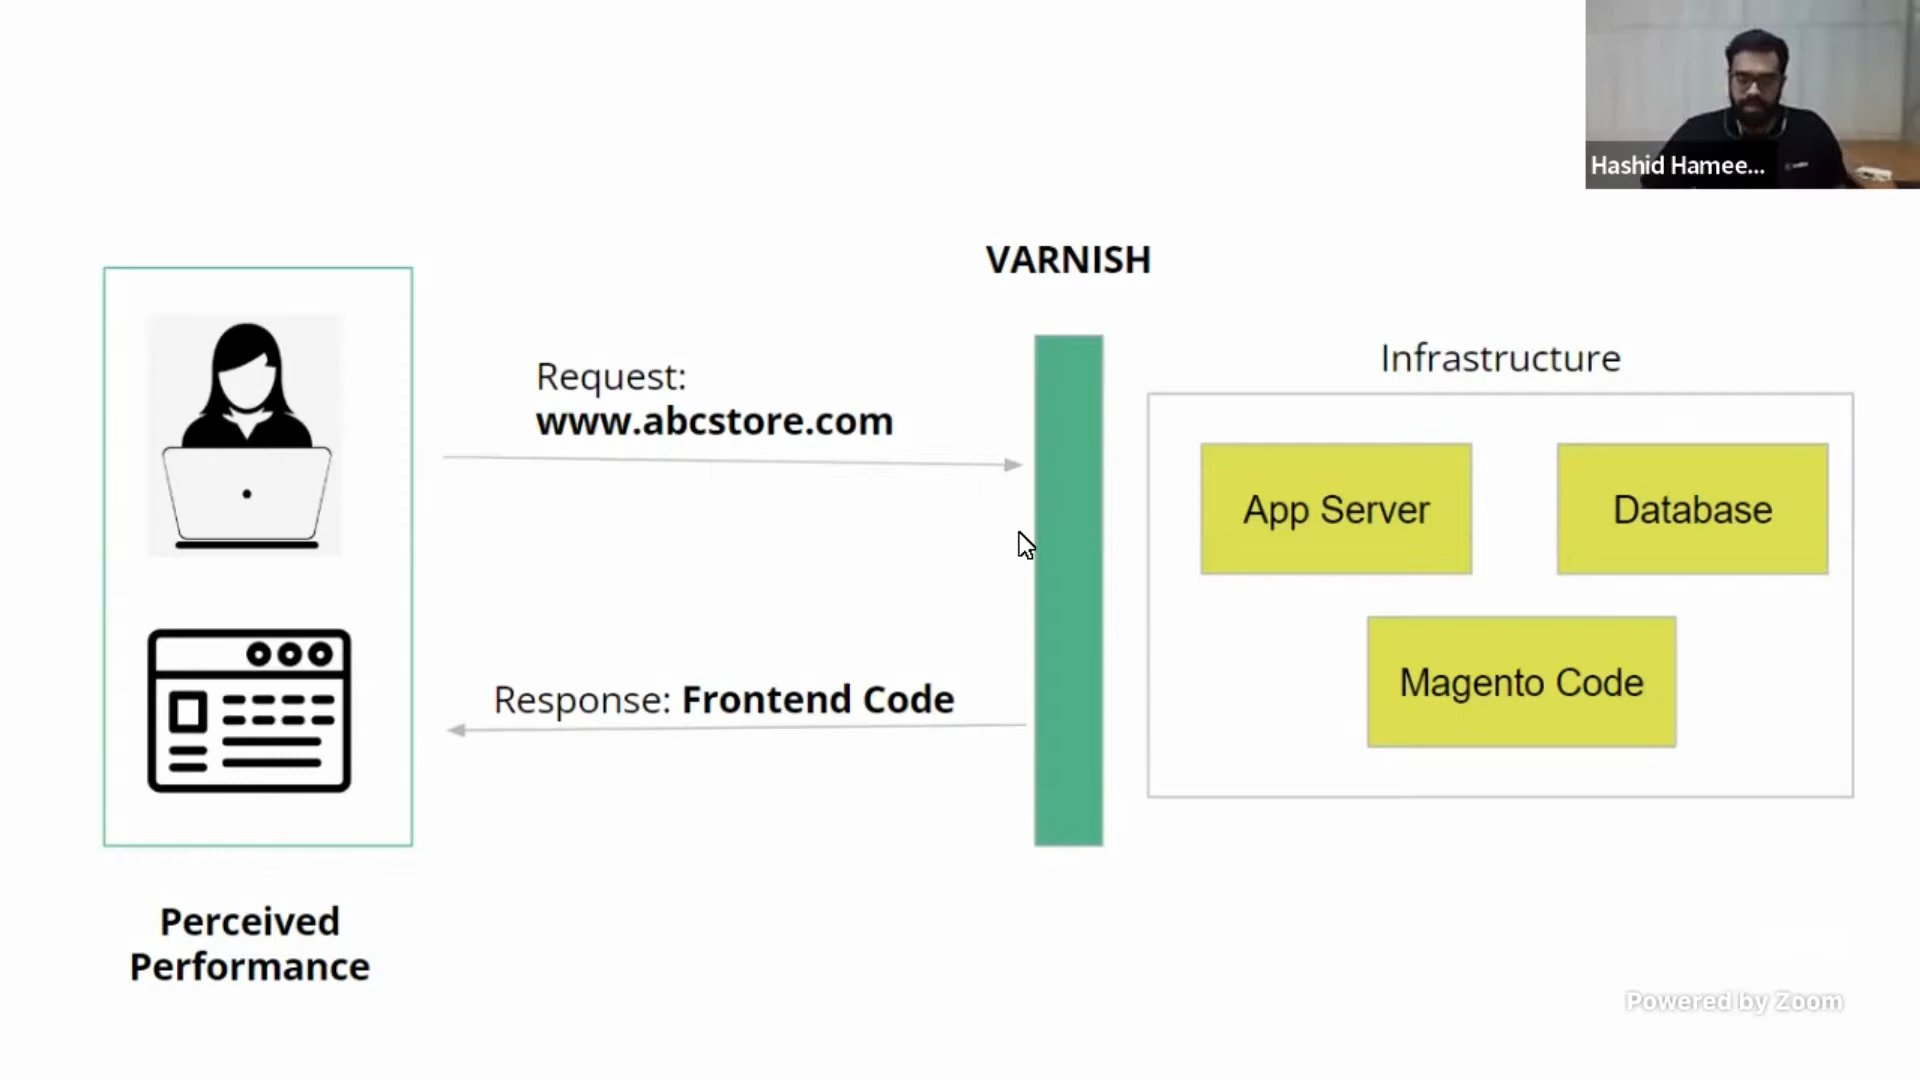 Hashid Hamee...
VARNISH
Request:
www.abcstore.com
Infrastructure
App Server
Database
Magento Code
Response: Frontend Code
Perceived
Performance
Powered by Zoom